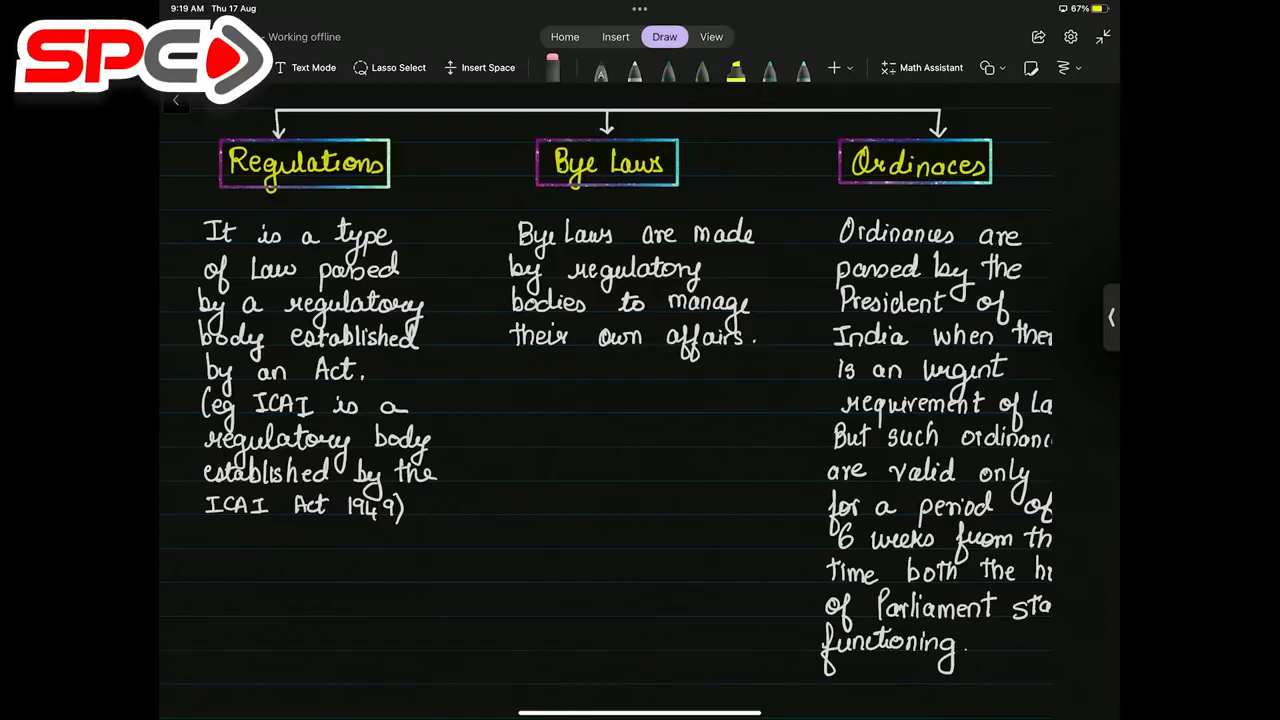 9:19 AM Thu 17 Aug
67%
SPE
- Working offline
Home Insert Draw View
Text Mode Lasso Select Insert Space Math Assistant
Regulations
It is a type
of Law passed
by a regulatory
body established
by an Act.
(eg ICAI is a
regulatory body
established by the
ICAI Act 1949)
Bye Laws
Bye Laws are made
by regulatory
bodies to manage
their own affairs.
Ordinaces
Ordinances are
passed by the
President of
India when ther
is an urgent
requirement of La
But such ordinanc
are valid only
for a period of
6 weeks from th
time both the h
of Parliament sta
functioning.